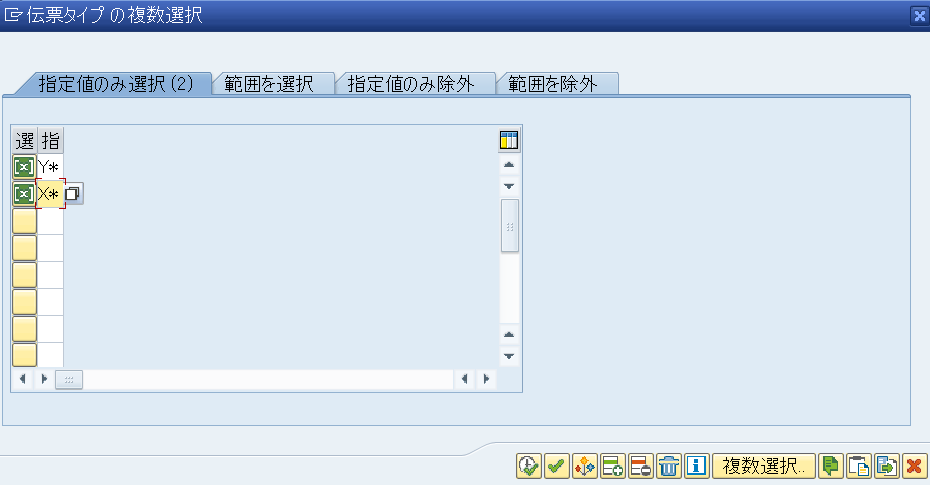 伝票タイプ の複数選択
指定値のみ選択 (2)
範囲を選択
指定値のみ除外
範囲を除外
選 指
Y*
X*
複数選択..